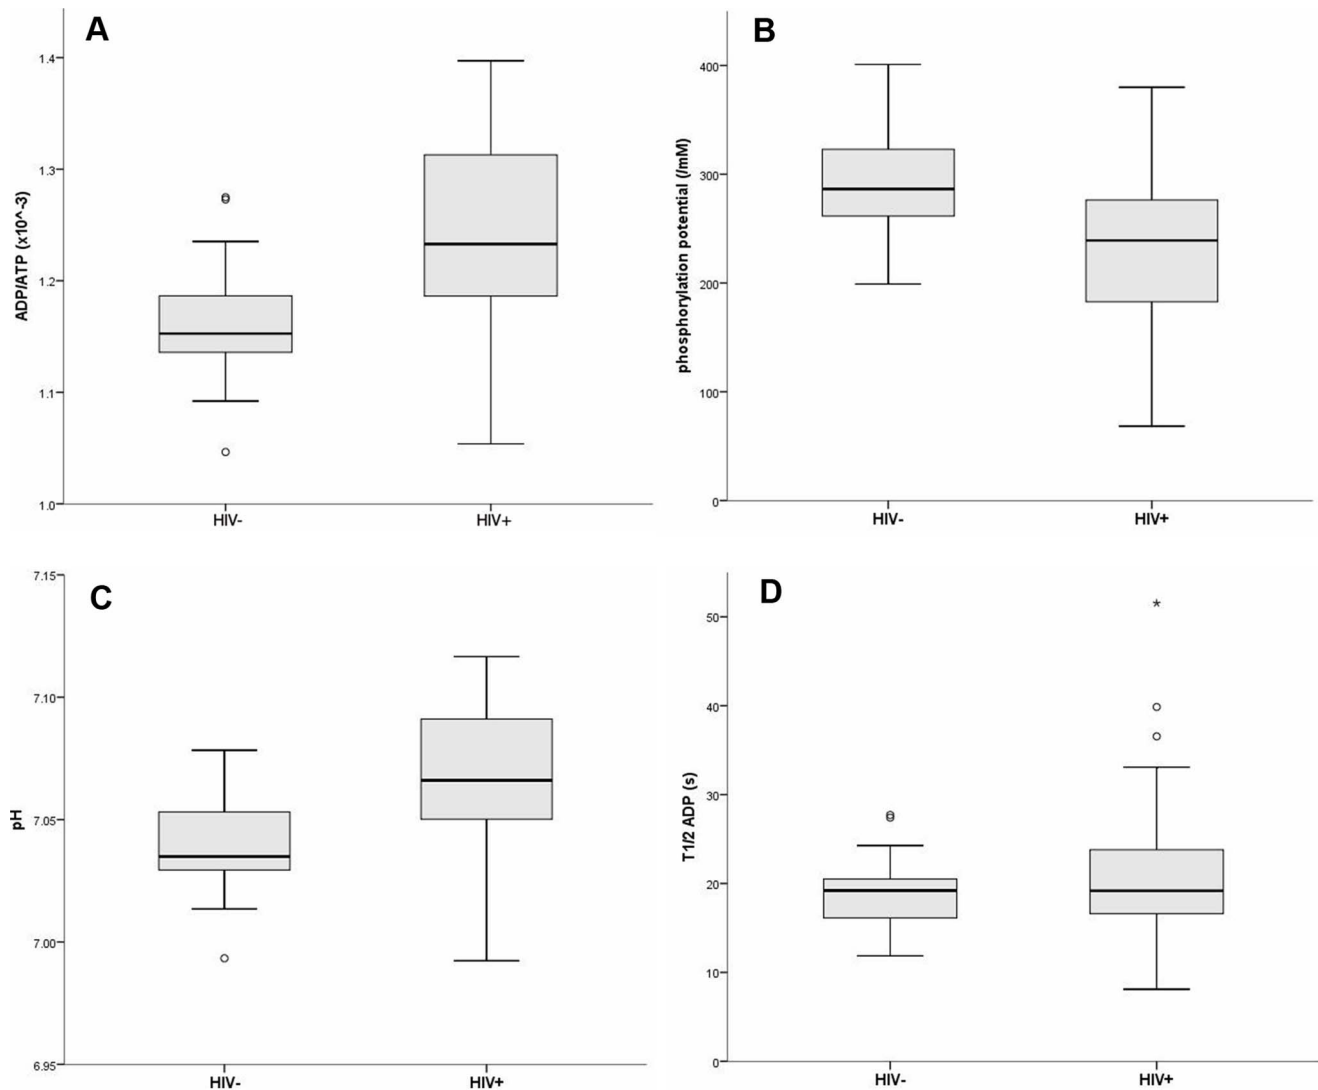 A
ADP/ATP (x10^-3)
1.4
1.3
1.2
1.1
1.0
HIV-
HIV+
B
phosphorylation potential (/mM)
400
300
200
100
0
HIV-
HIV+
C
pH
7.15
7.10
7.05
7.00
6.95
HIV-
HIV+
D
T1/2 ADP (s)
50
40
30
20
10
0
*
HIV-
HIV+